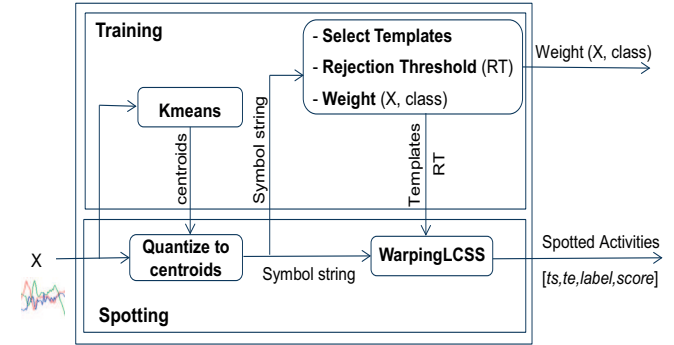 Training
- Select Templates
- Rejection Threshold (RT)
- Weight (X, class)
Weight (X, class)
Kmeans
centroids
Symbol string
Templates
RT
X
Quantize to
centroids
Symbol string
WarpingLCSS
Spotted Activities
[ts,te,label,score]
Spotting